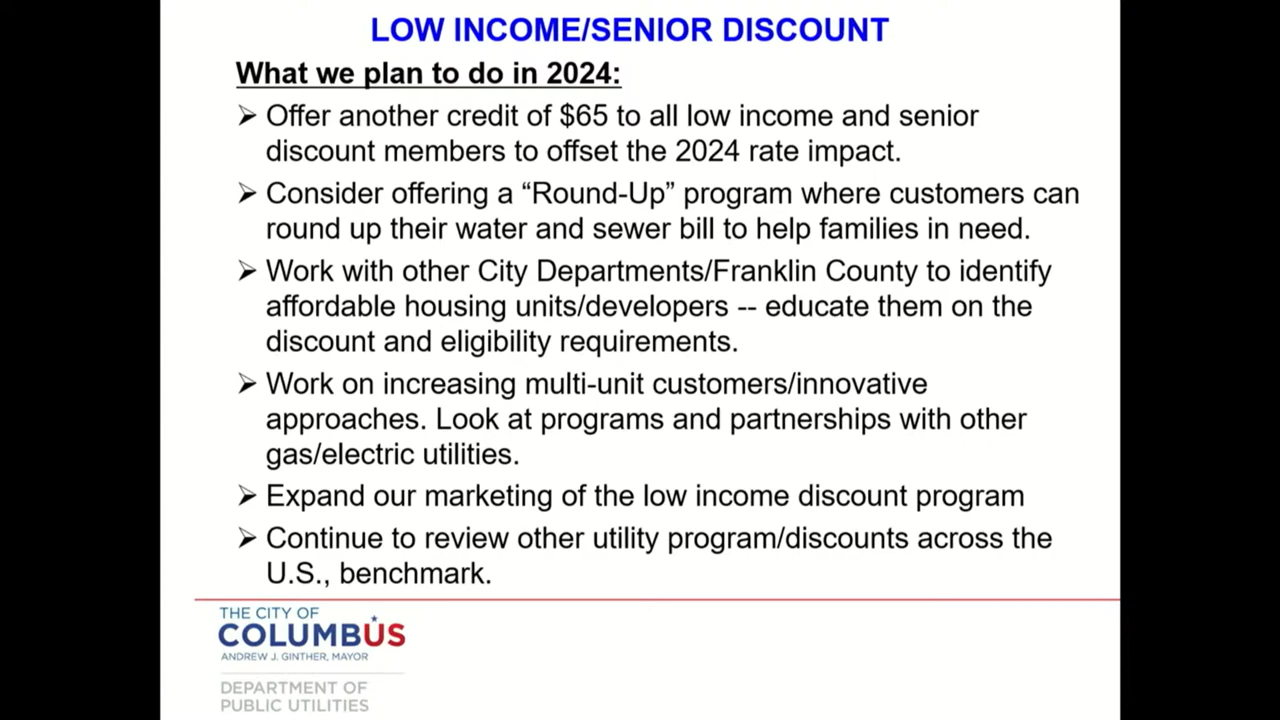 LOW INCOME/SENIOR DISCOUNT
What we plan to do in 2024:
➢ Offer another credit of $65 to all low income and senior
discount members to offset the 2024 rate impact.
➢ Consider offering a “Round-Up” program where customers can
round up their water and sewer bill to help families in need.
➢ Work with other City Departments/Franklin County to identify
affordable housing units/developers -- educate them on the
discount and eligibility requirements.
➢ Work on increasing multi-unit customers/innovative
approaches. Look at programs and partnerships with other
gas/electric utilities.
➢ Expand our marketing of the low income discount program
➢ Continue to review other utility program/discounts across the
U.S., benchmark.
THE CITY OF
COLUMBUS
ANDREW J. GINTHER, MAYOR
DEPARTMENT OF
PUBLIC UTILITIES